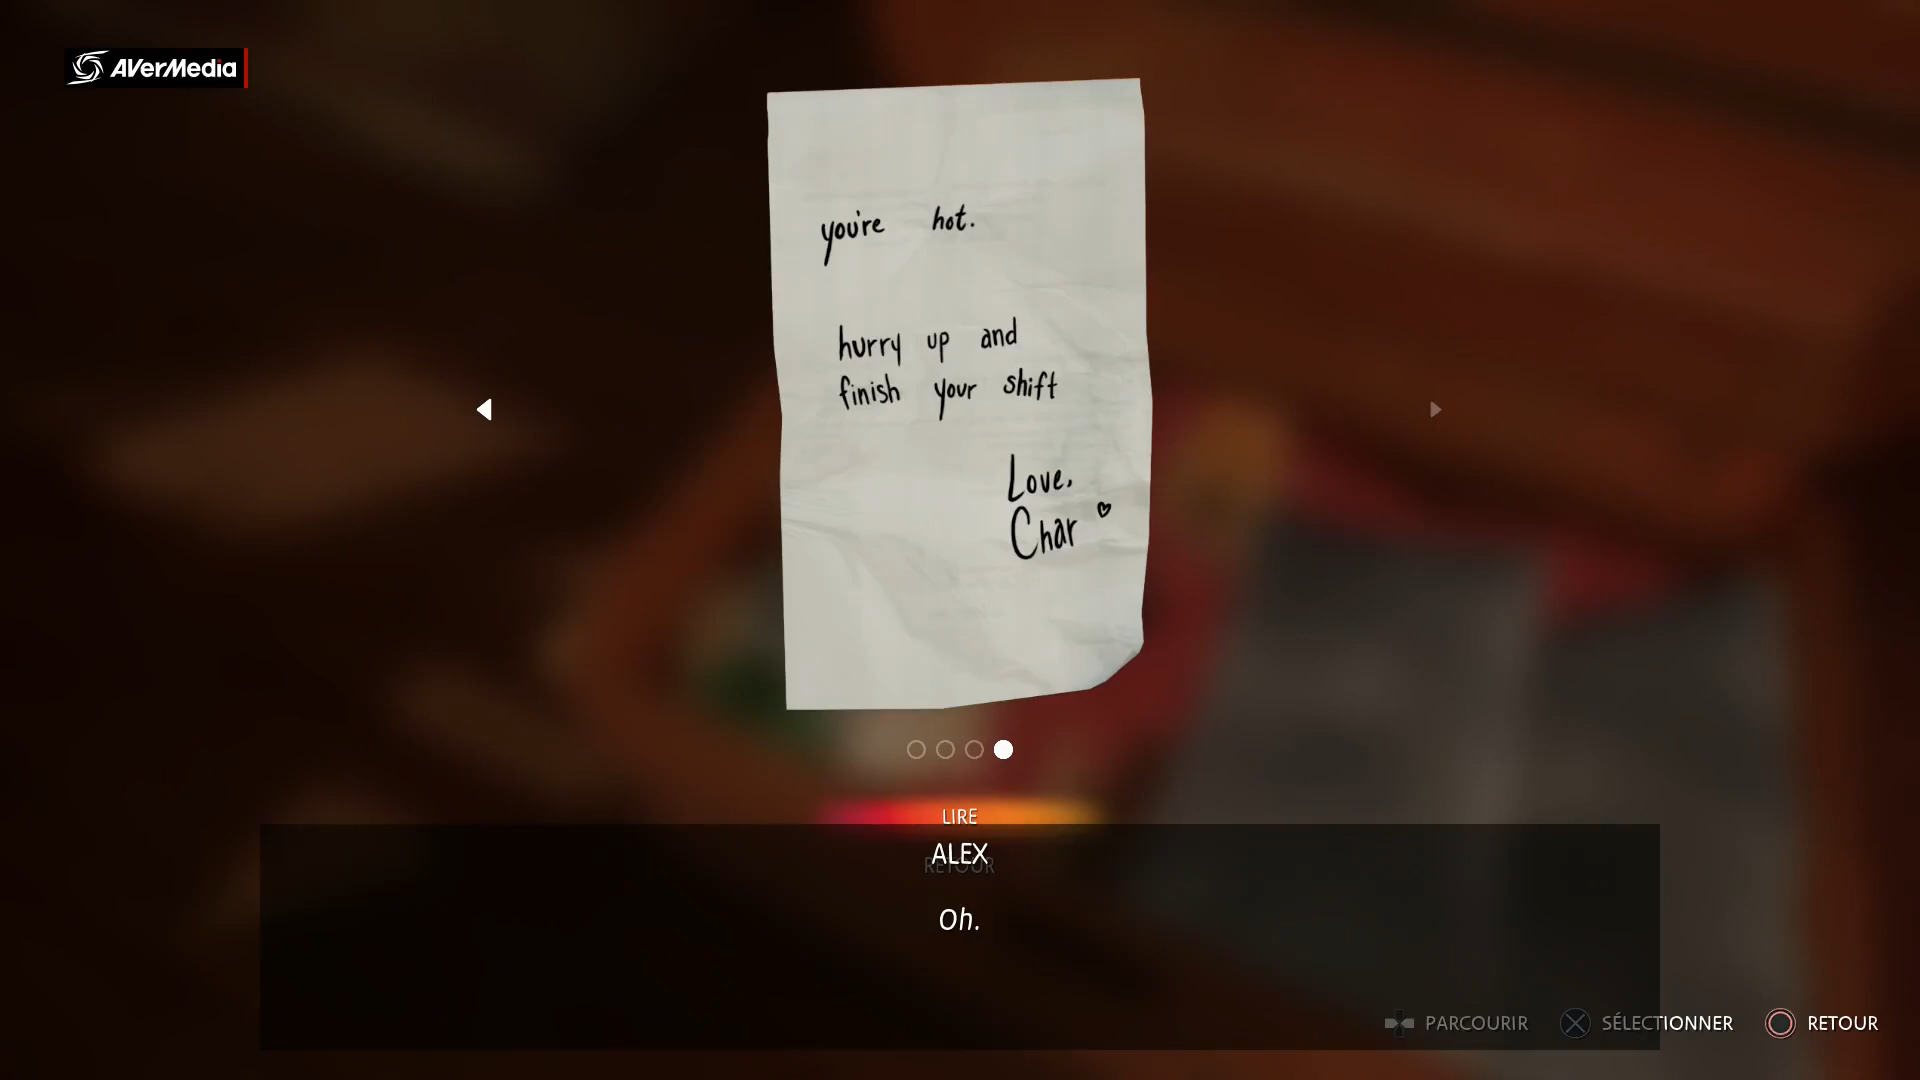 AVerMedia
you're hot.
hurry up and
finish your shift
Love,
Char
LIRE
ALEX
RETOUR
Oh.
PARCOURIR
SÉLECTIONNER
RETOUR